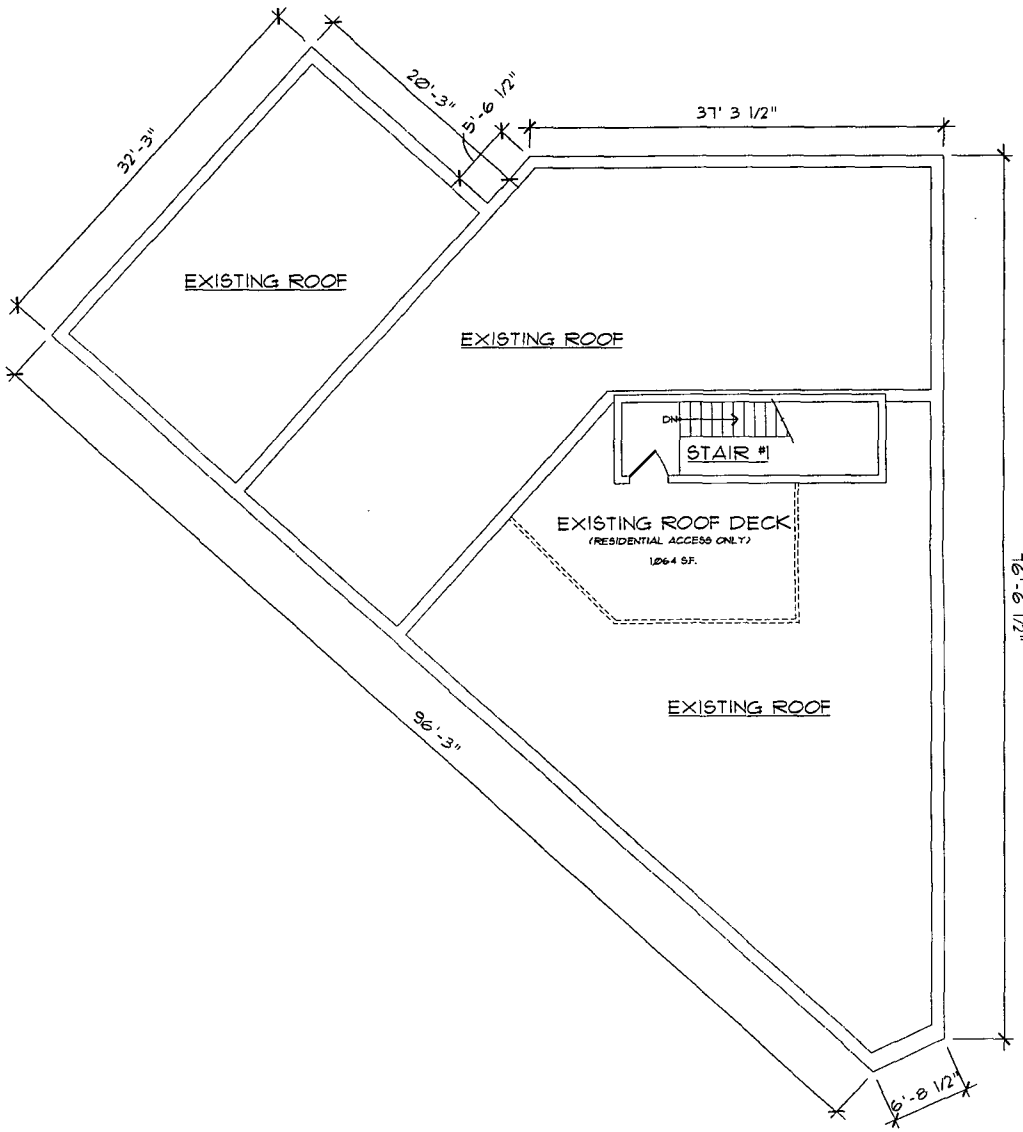 20'-3"
5'-6 1/2"
37' 3 1/2"
32'-3"
EXISTING ROOF
EXISTING ROOF
DN
STAIR #1
EXISTING ROOF DECK
(RESIDENTIAL ACCESS ONLY)
1,064 S.F.
76'-6 1/2"
EXISTING ROOF
96'-3"
6'-8 1/2"